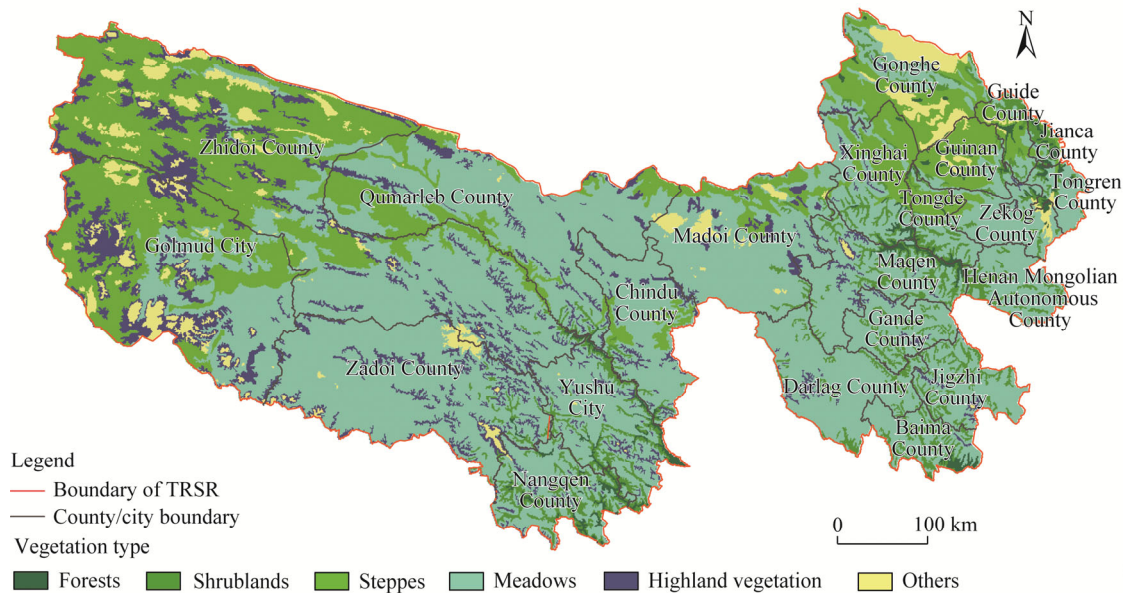 N
Gonghe
County
Guide
County
Jianca
County
Zhidoi County
Xinghai
County
Guinan
County
Tongren
County
Qumarleb County
Tongde
County
Zekog
County
Golmud City
Madoi County
Maqen
County
Henan Mongolian
Autonomous
County
Chindu
County
Gande
County
Zadoi County
Yushu
City
Darlag County
Jigzhi
County
Baima
County
Nangqen
County
Legend
Boundary of TRSR
County/city boundary
0 100 km
Vegetation type
Forests Shrublands Steppes Meadows Highland vegetation Others